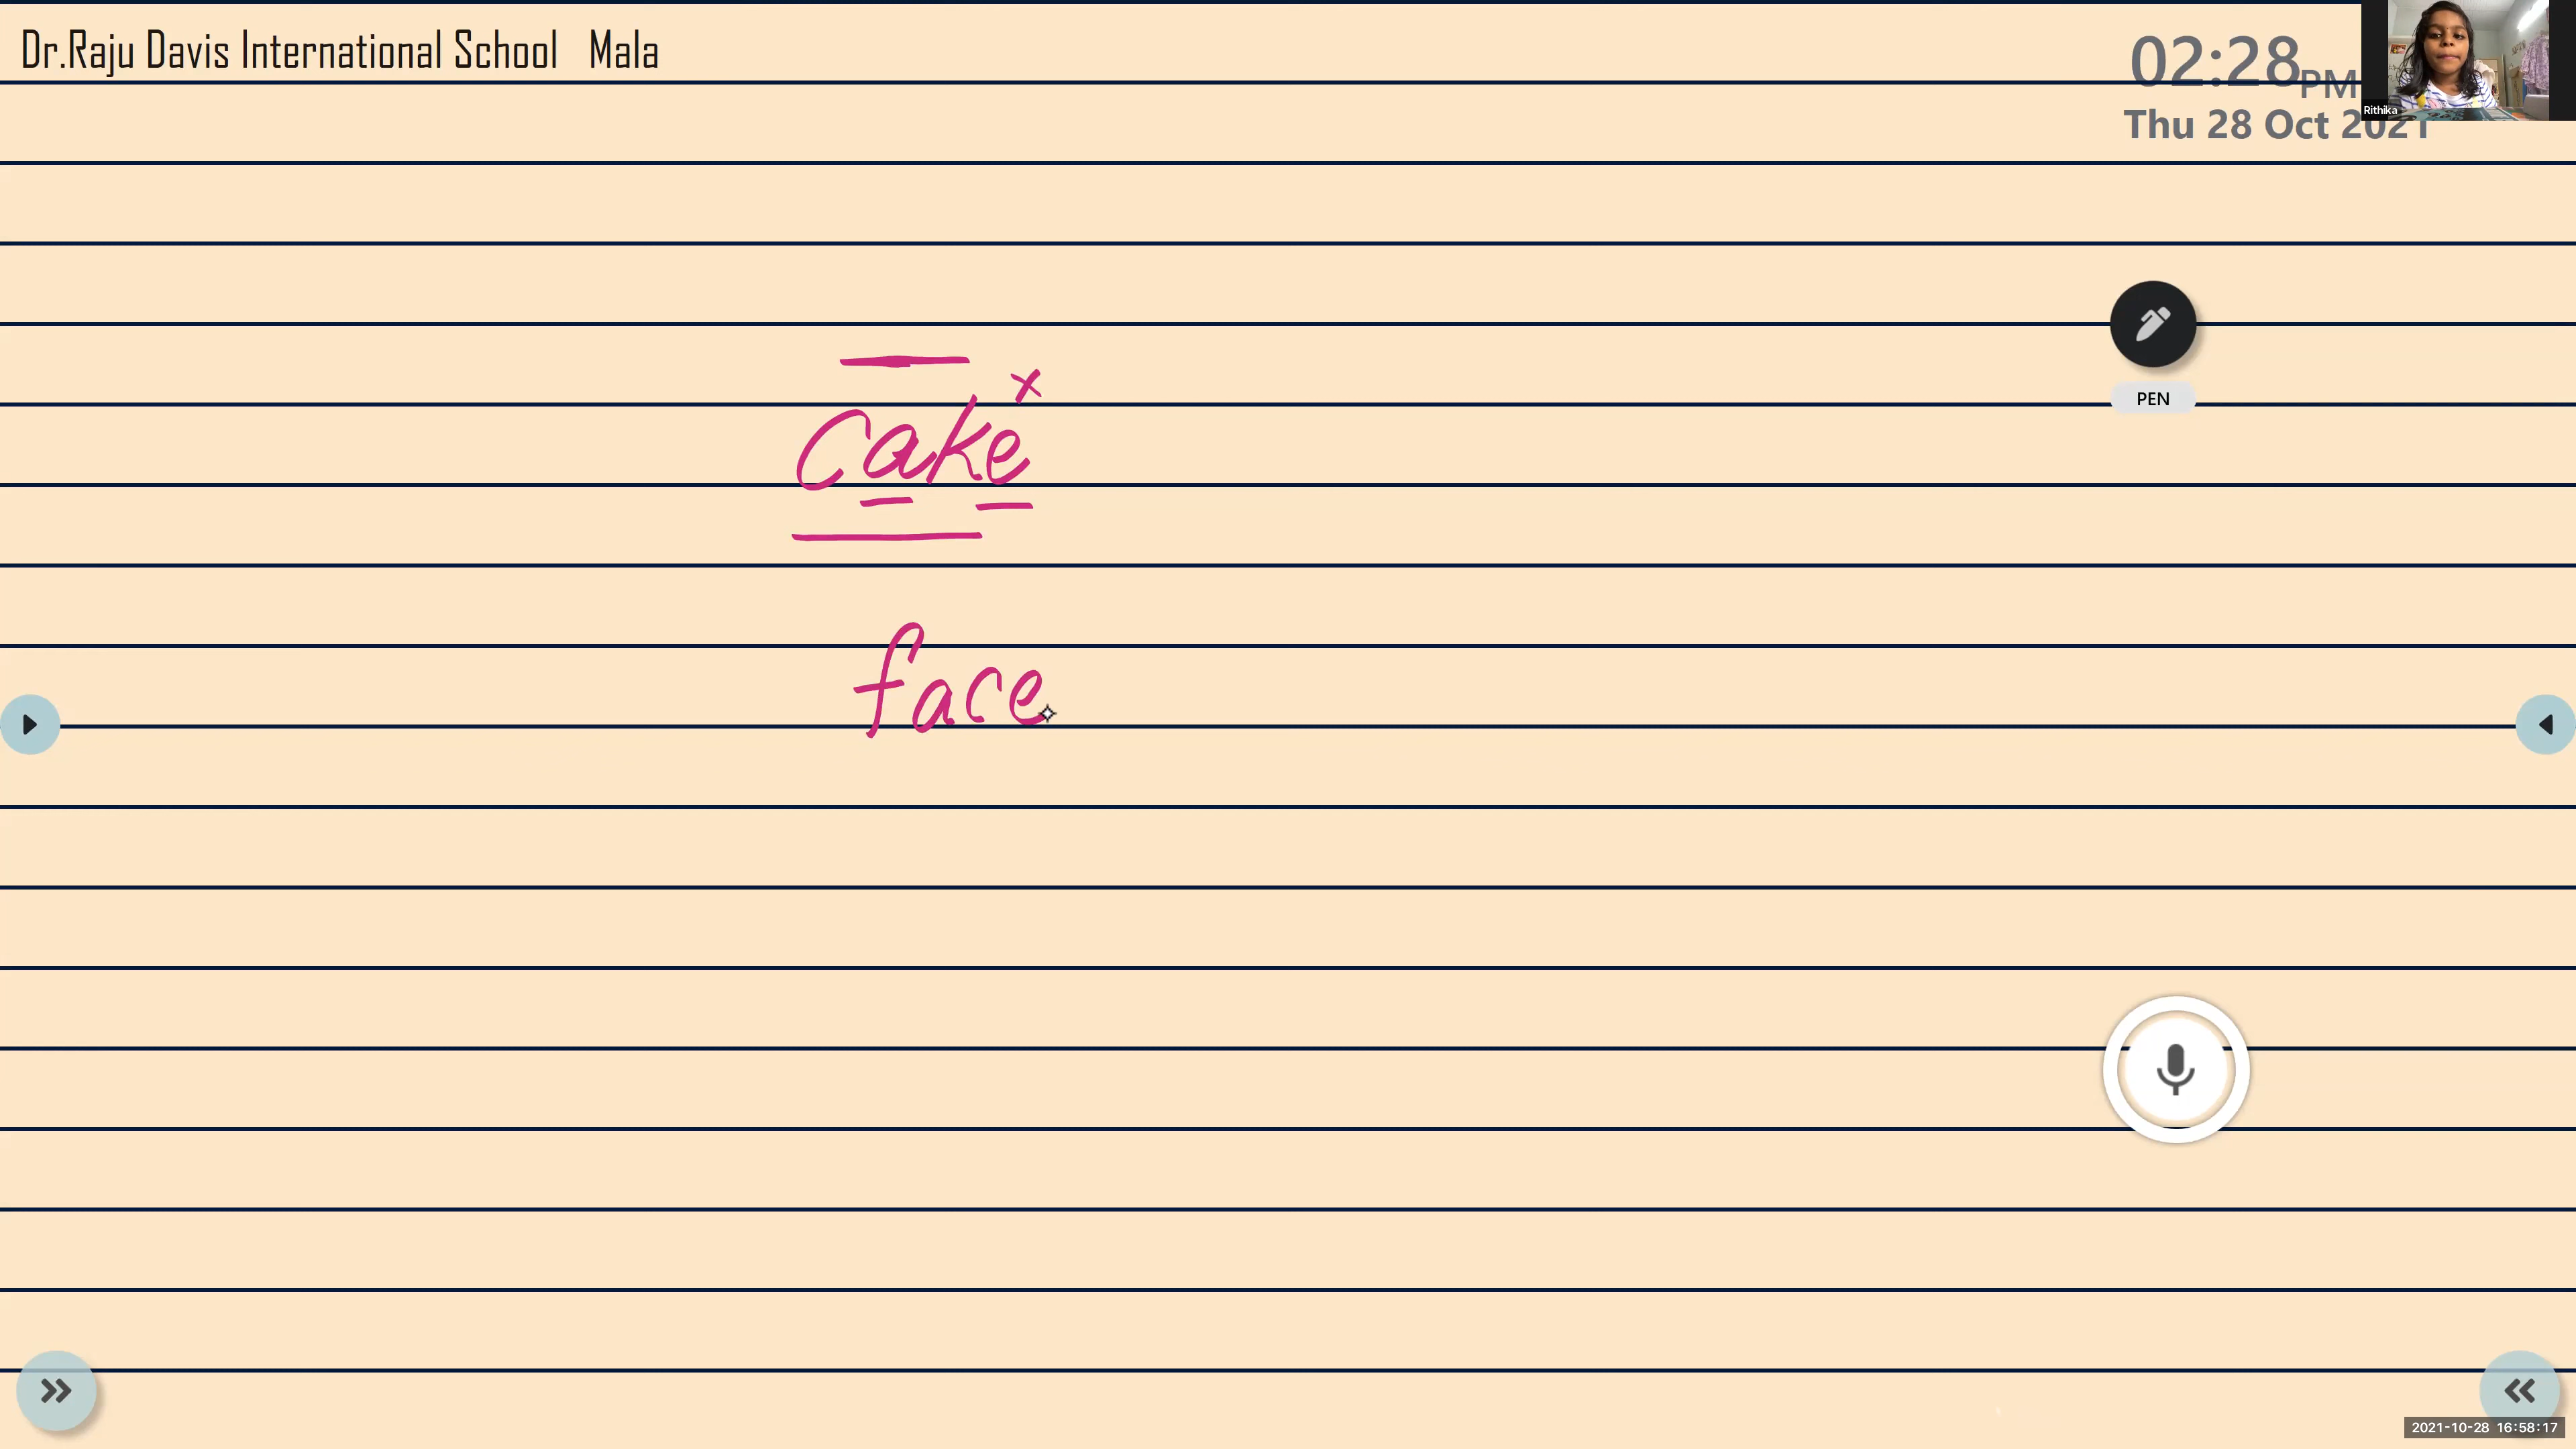 Dr.Raju Davis International School Mala
02:28 PM
Rithika
Thu 28 Oct 2021
PEN
x
Cake
face
2021-10-28 16:58:17